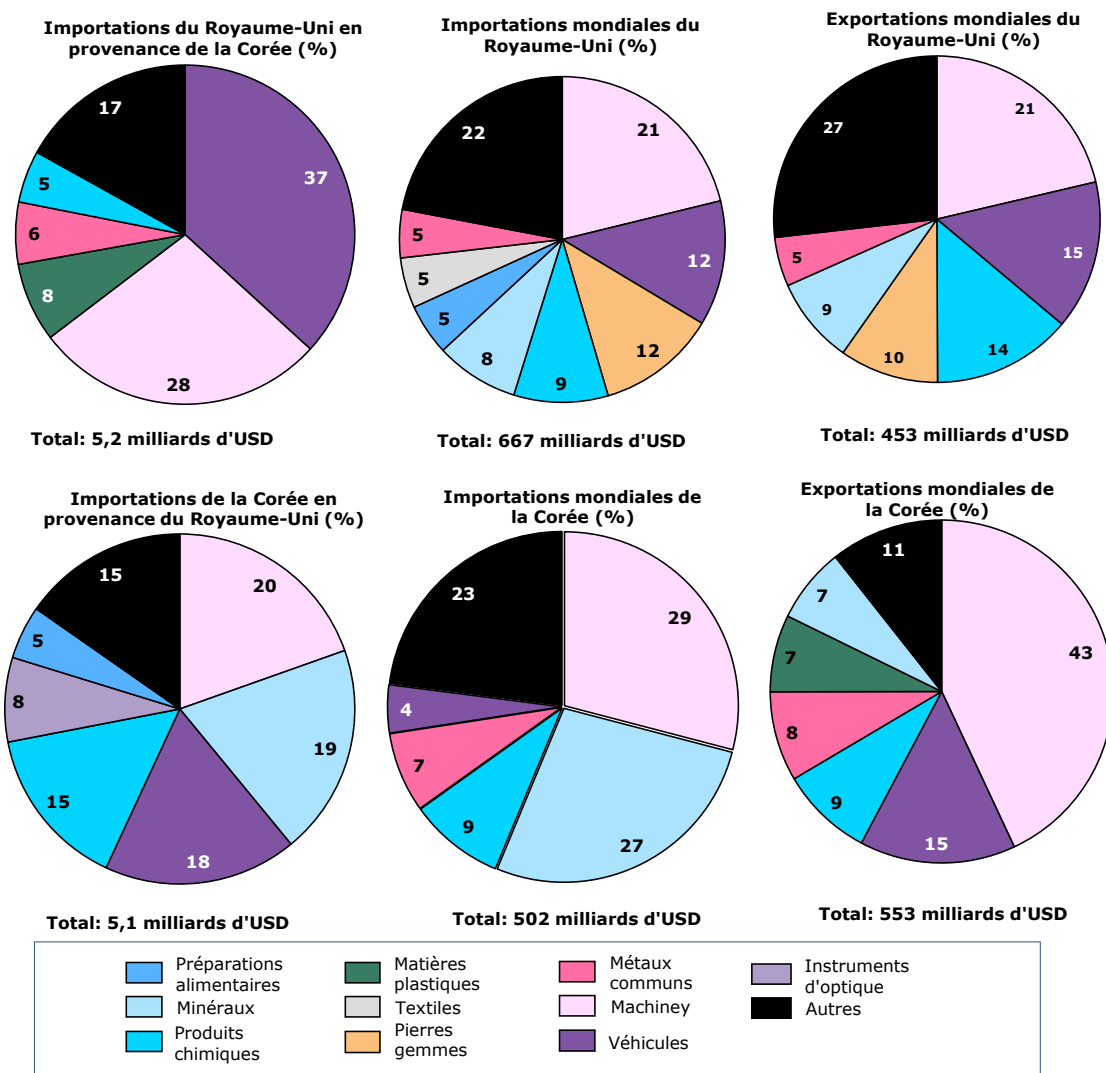 Importations du Royaume-Uni en
provenance de la Corée (%)
17
37
5
6
8
28
Total: 5,2 milliards d'USD
Importations mondiales du
Royaume-Uni (%)
22
21
5
12
5
5
12
8
9
Total: 667 milliards d'USD
Exportations mondiales du
Royaume-Uni (%)
27
21
15
5
9
14
10
Total: 453 milliards d'USD
Importations de la Corée en
provenance du Royaume-Uni (%)
15
20
5
8
19
15
18
Total: 5,1 milliards d'USD
Importations mondiales de
la Corée (%)
23
29
4
7
9
27
Total: 502 milliards d'USD
Exportations mondiales de
la Corée (%)
11
7
43
7
8
9
15
Total: 553 milliards d'USD
Préparations
alimentaires
Minéraux
Produits
chimiques
Matières
plastiques
Textiles
Pierres
gemmes
Métaux
communs
Machiney
Véhicules
Instruments
d'optique
Autres